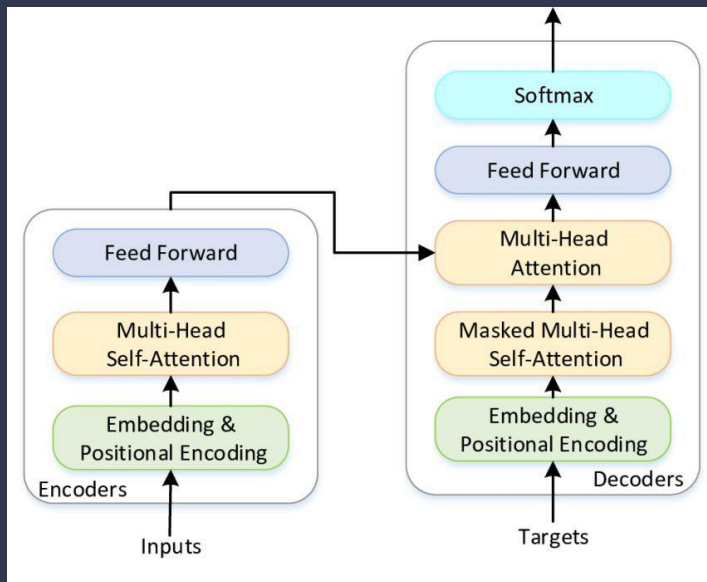 Feed Forward
Multi-Head
Self-Attention
Embedding &
Positional Encoding
Encoders
Inputs
Softmax
Feed Forward
Multi-Head
Attention
Masked Multi-Head
Self-Attention
Embedding &
Positional Encoding
Decoders
Targets